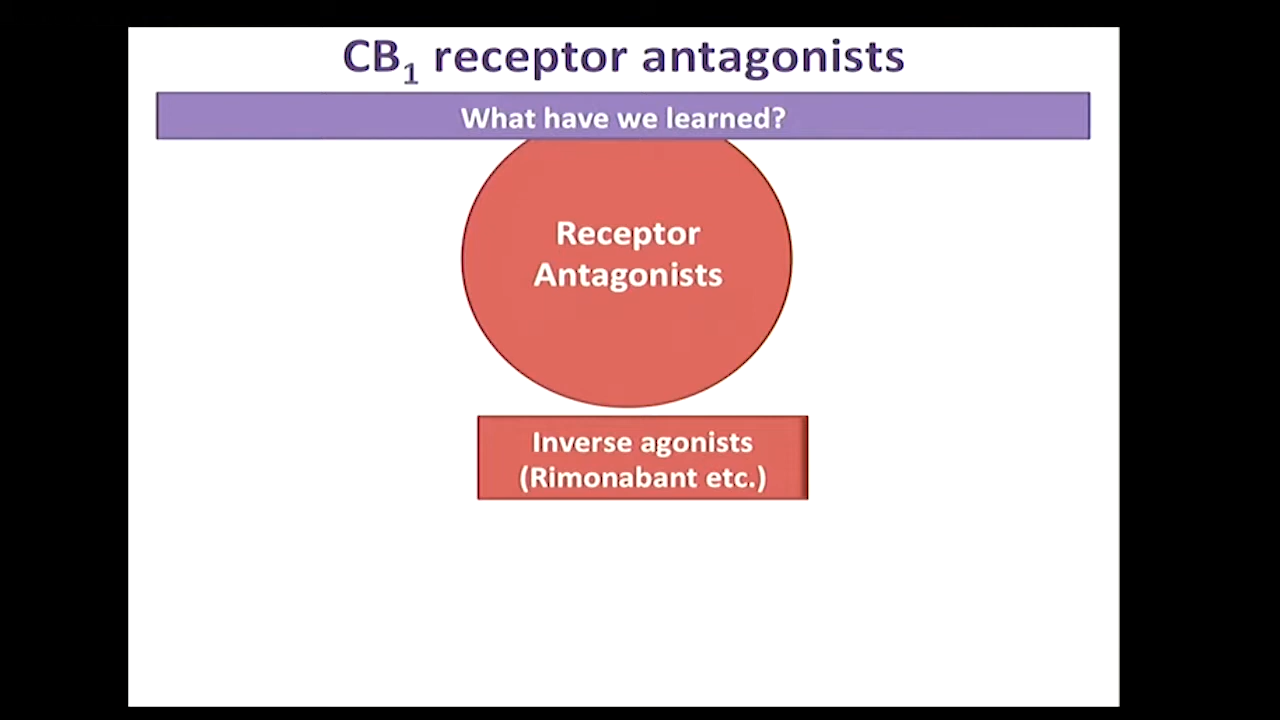 CB₁ receptor antagonists
What have we learned?
Receptor
Antagonists
Inverse agonists
(Rimonabant etc.)